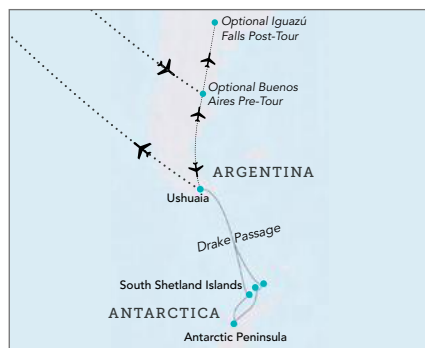 Optional Iguazú
Falls Post-Tour
Optional Buenos
Aires Pre-Tour
ARGENTINA
Ushuaia
Drake Passage
South Shetland Islands
ANTARCTICA
Antarctic Peninsula